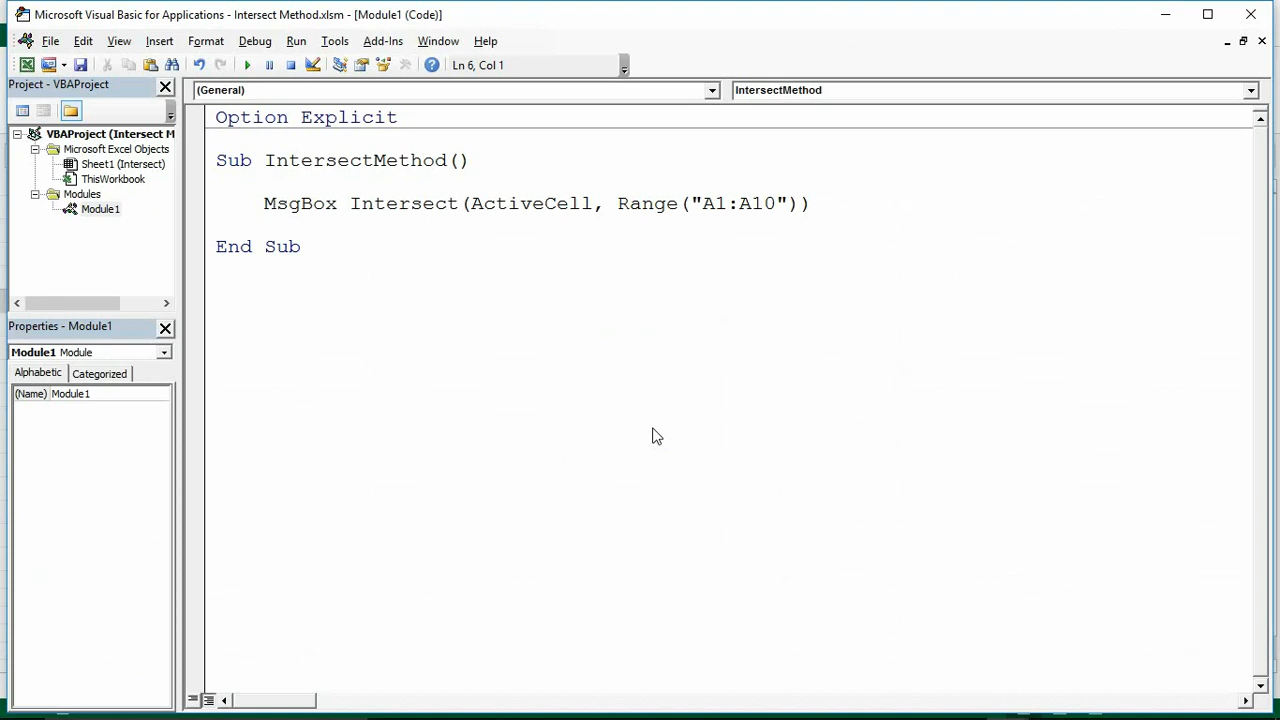 Microsoft Visual Basic for Applications - Intersect Method.xlsm - [Module1 (Code)]
File Edit View Insert Format Debug Run Tools Add-Ins Window Help
Ln 6, Col 1
Project - VBAProject
(General)
IntersectMethod
VBAProject (Intersect M
Microsoft Excel Objects
Sheet1 (Intersect)
ThisWorkbook
Modules
Module1
Properties - Module1
Module1 Module
Alphabetic Categorized
(Name) Module1
Option Explicit
Sub IntersectMethod()
MsgBox Intersect(ActiveCell, Range("A1:A10"))
End Sub